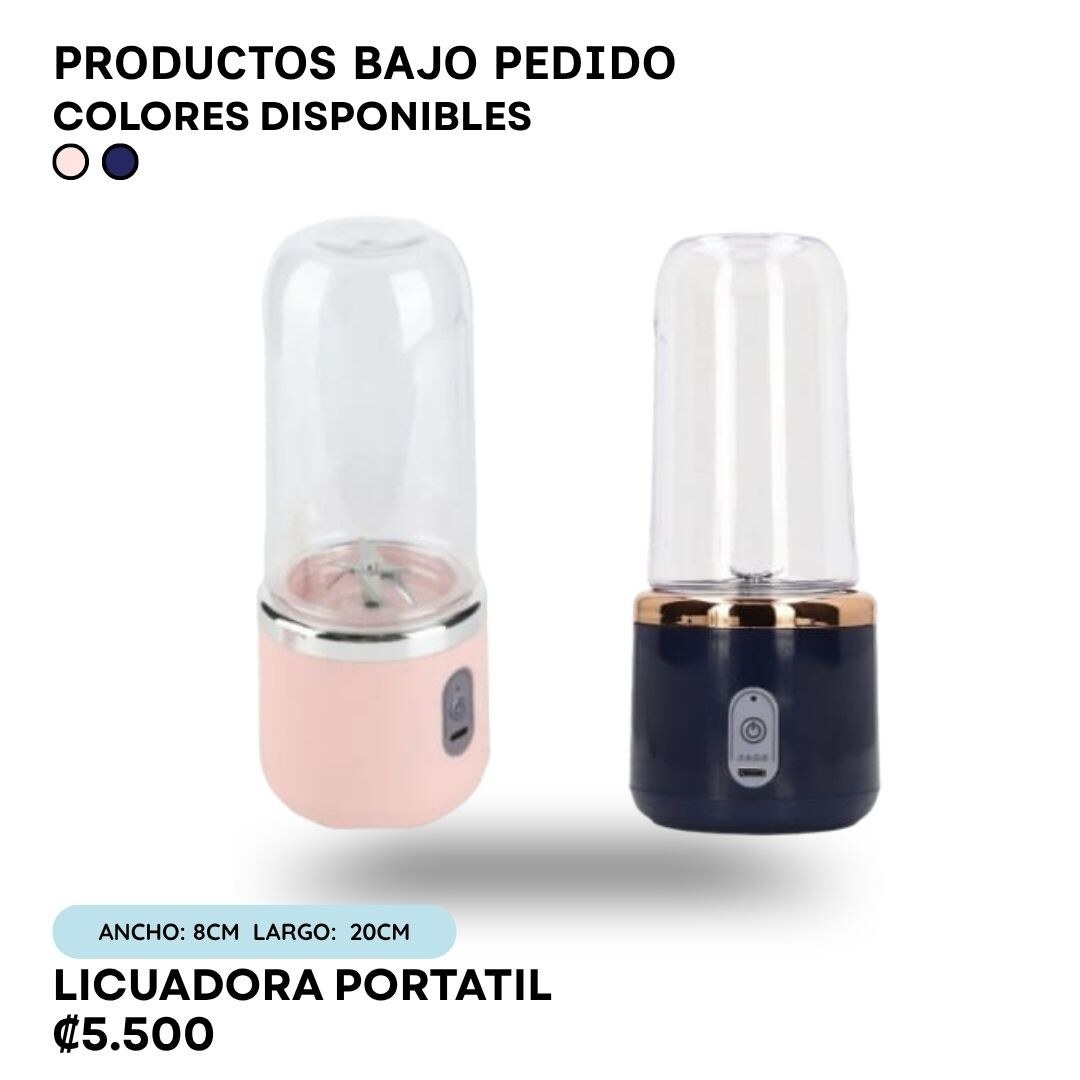 PRODUCTOS BAJO PEDIDO
COLORES DISPONIBLES
ANCHO: 8CM LARGO: 20CM
LICUADORA PORTATIL
₡5.500